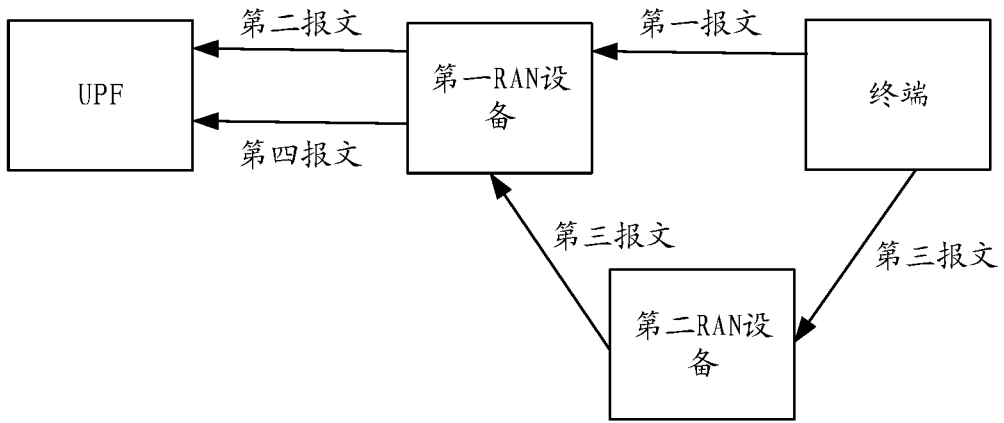 第二报文
第一报文
UPF
第一RAN设
备
终端
第四报文
第三报文
第三报文
第二RAN设
备